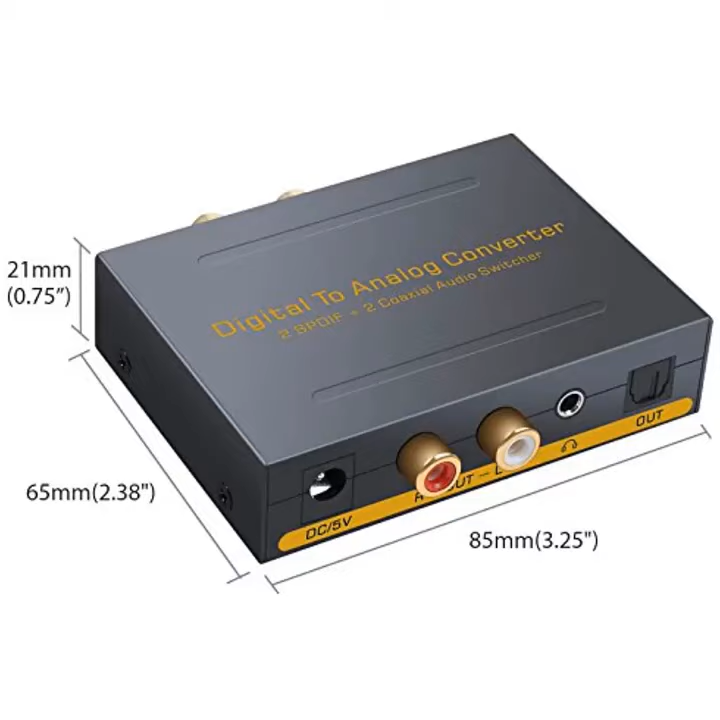 Digital To Analog Converter
2 SPDIF + 2 Coaxial Audio Switcher
21mm
(0.75")
65mm(2.38")
85mm(3.25")
DC/5V
R OUT – L
OUT